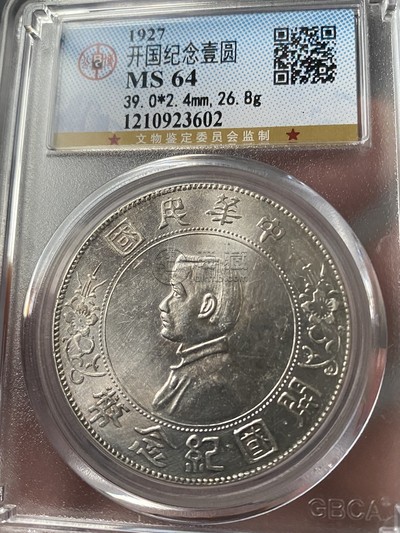 1927
开国纪念壹圆
MS 64
39.0*2.4mm, 26.8g
1210923602
★ 文物鉴定委员会监制 ★
中華民國
開國紀念幣
GBCA